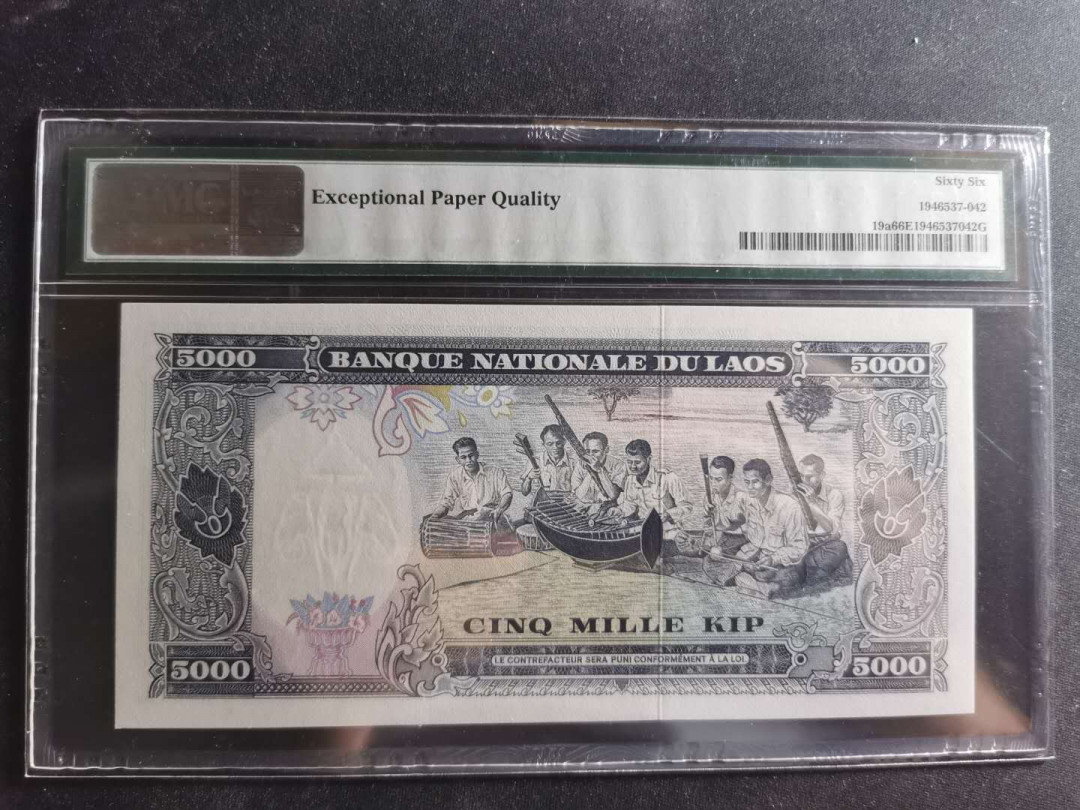 Sixty Six
Exceptional Paper Quality
1946537-042
19a66E1946537042G
5000 BANQUE NATIONALE DU LAOS 5000
CINQ MILLE KIP
LE CONTREFACTEUR SERA PUNI CONFORMÉMENT À LA LOI
5000 5000